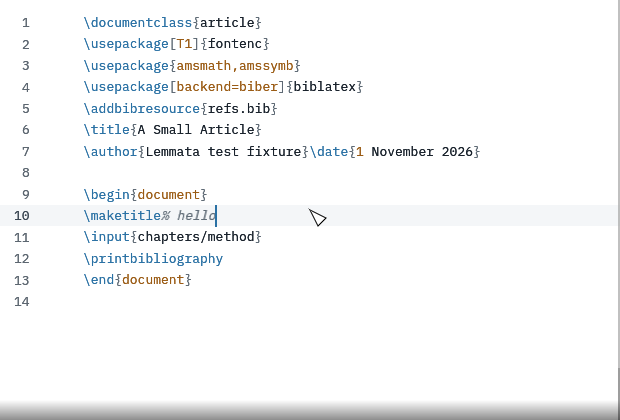 1 \documentclass{article}
2 \usepackage[T1]{fontenc}
3 \usepackage{amsmath,amssymb}
4 \usepackage[backend=biber]{biblatex}
5 \addbibresource{refs.bib}
6 \title{A Small Article}
7 \author{Lemmata test fixture}\date{1 November 2026}
8
9 \begin{document}
10 \maketitle% hello
11 \input{chapters/method}
12 \printbibliography
13 \end{document}
14